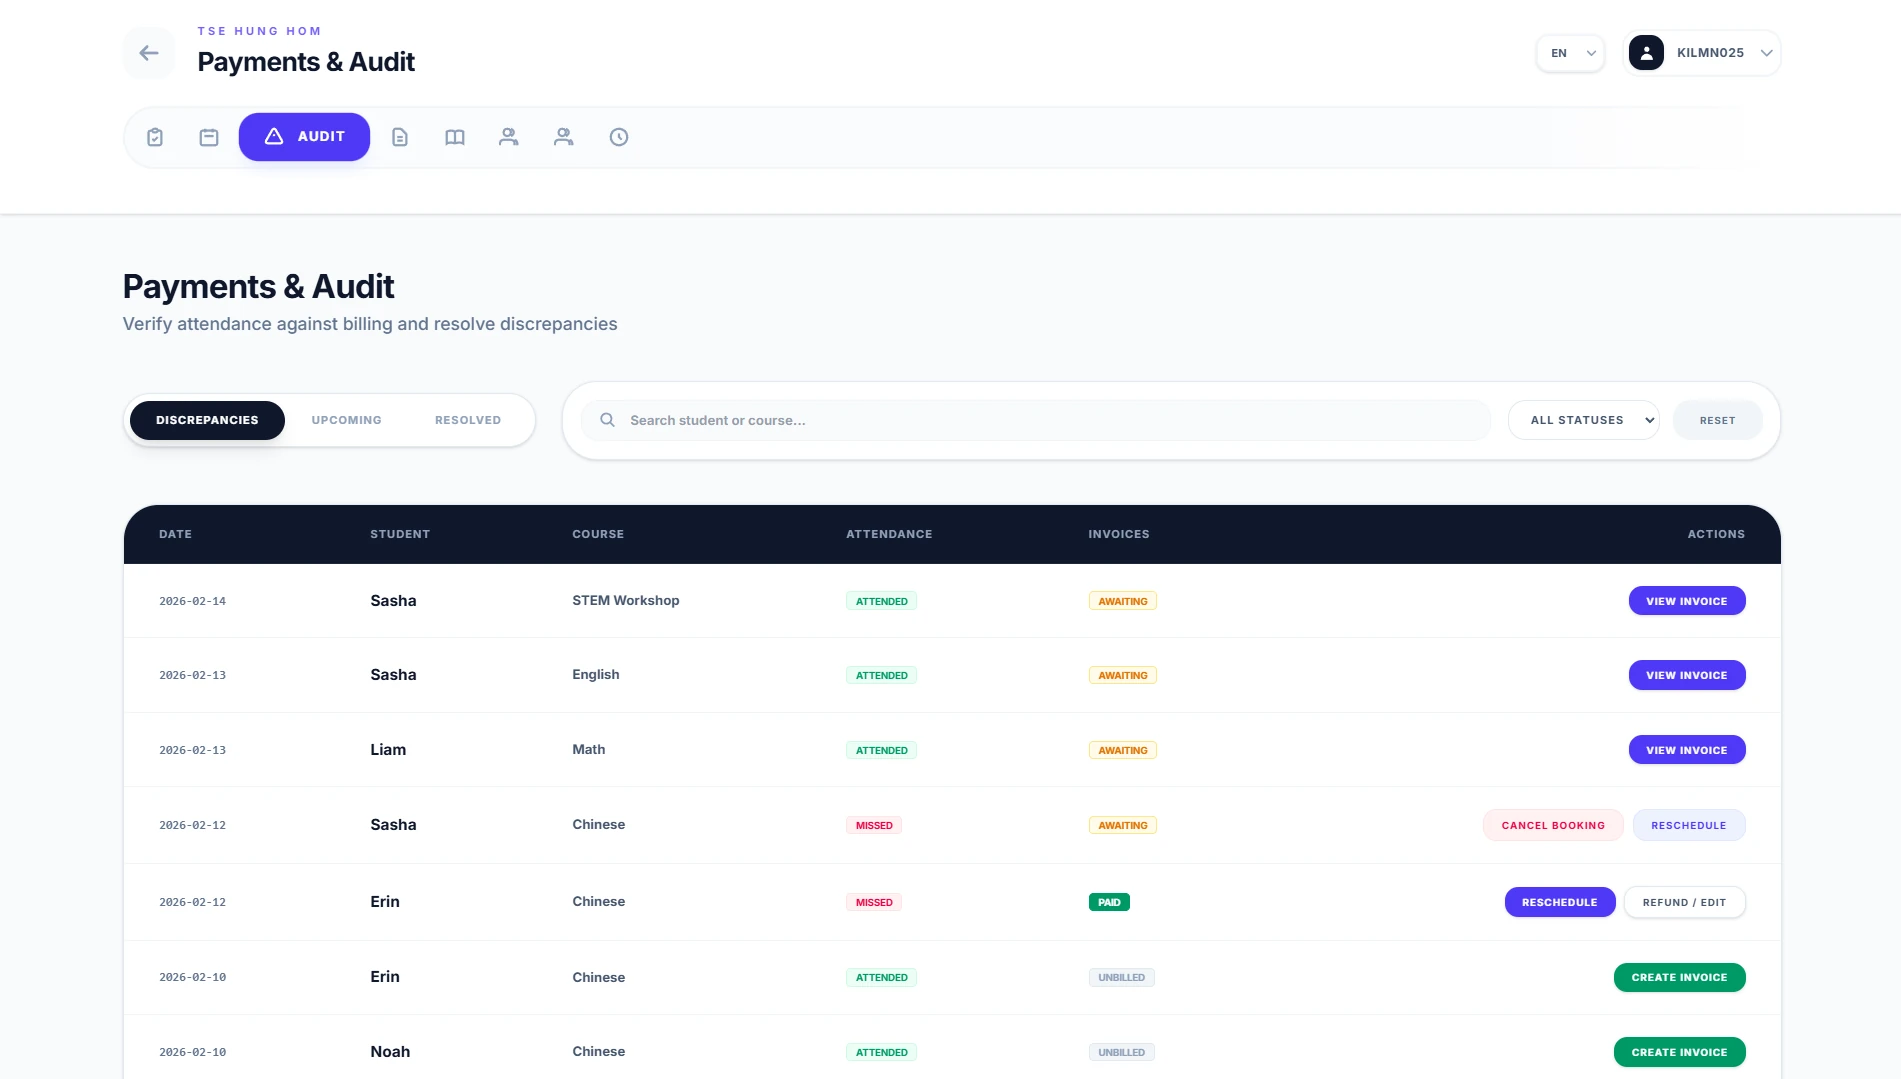 TSE HUNG HOM
Payments & Audit
EN
KILMN025
AUDIT
Payments & Audit
Verify attendance against billing and resolve discrepancies
DISCREPANCIES UPCOMING RESOLVED
Search student or course...
ALL STATUSES
RESET
DATE STUDENT COURSE ATTENDANCE INVOICES ACTIONS
2026-02-14 Sasha STEM Workshop ATTENDED AWAITING VIEW INVOICE
2026-02-13 Sasha English ATTENDED AWAITING VIEW INVOICE
2026-02-13 Liam Math ATTENDED AWAITING VIEW INVOICE
2026-02-12 Sasha Chinese MISSED AWAITING CANCEL BOOKING RESCHEDULE
2026-02-12 Erin Chinese MISSED PAID RESCHEDULE REFUND / EDIT
2026-02-10 Erin Chinese ATTENDED UNBILLED CREATE INVOICE
2026-02-10 Noah Chinese ATTENDED UNBILLED CREATE INVOICE